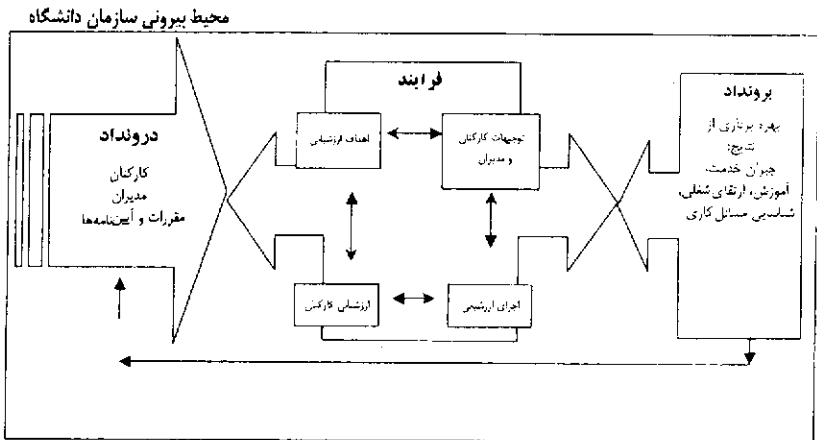 محیط بیرونی سازمان دانشگاه
درونداد
کارکنان
مدیران
مقررات و آیین‌نامه‌ها
فرایند
اهداف ارزشیابی
توجیهات کارکنان
و مدیران
ارزشیابی کارکنان
اجرای ارزشیابی
برونداد
بهره برداری از
نتایج:
جبران خدمت،
آموزش، ارتقای شغلی،
شناسایی مسائل کاری